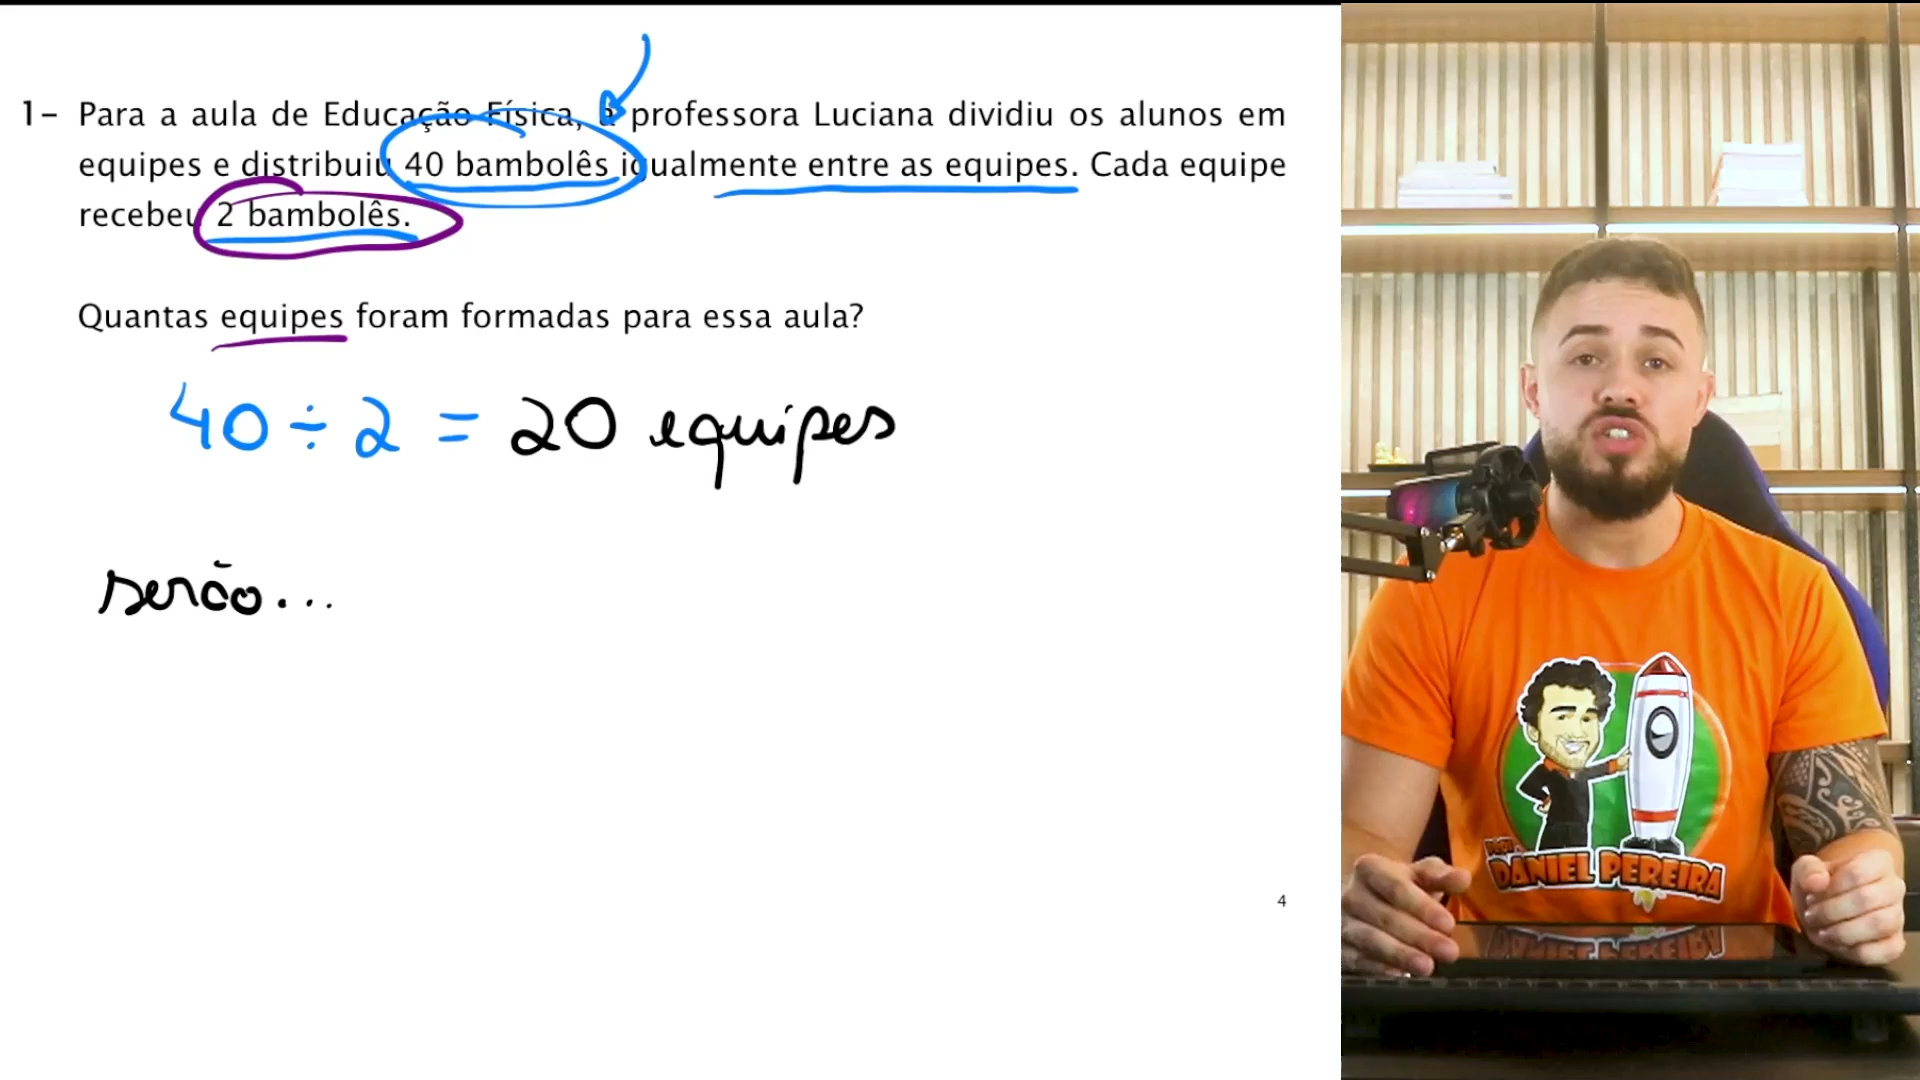 1- Para a aula de Educação Física, a professora Luciana dividiu os alunos em
equipes e distribuiu 40 bambolês igualmente entre as equipes. Cada equipe
recebeu 2 bambolês.
Quantas equipes foram formadas para essa aula?
40 ÷ 2 = 20 equipes
serão...
4
PROF.
DANIEL PEREIRA